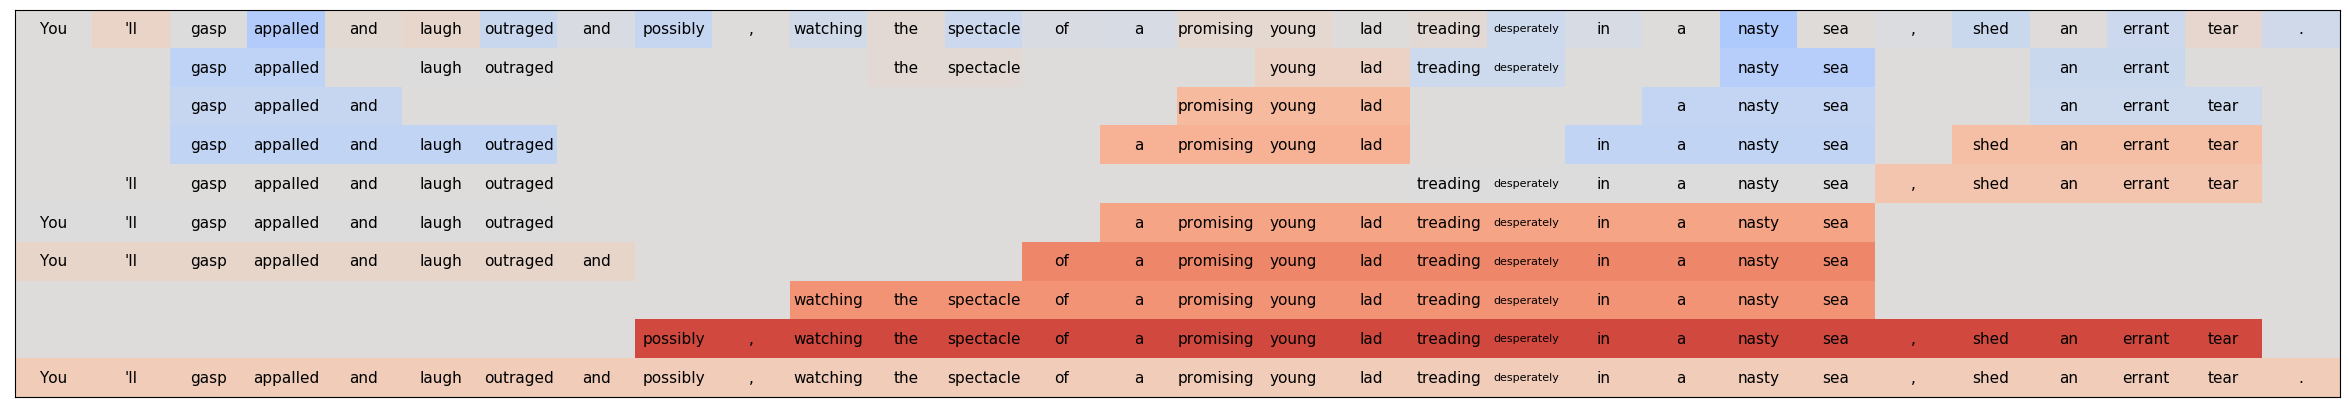 You 'll gasp appalled and laugh outraged and possibly , watching the spectacle of a promising young lad treading desperately in a nasty sea , shed an errant tear .
gasp appalled laugh outraged the spectacle young lad treading desperately nasty sea an errant
gasp appalled and promising young lad a nasty sea an errant tear
gasp appalled and laugh outraged a promising young lad in a nasty sea shed an errant tear
'll gasp appalled and laugh outraged treading desperately in a nasty sea , shed an errant tear
You 'll gasp appalled and laugh outraged a promising young lad treading desperately in a nasty sea
You 'll gasp appalled and laugh outraged and of a promising young lad treading desperately in a nasty sea
watching the spectacle of a promising young lad treading desperately in a nasty sea
possibly , watching the spectacle of a promising young lad treading desperately in a nasty sea , shed an errant tear
You 'll gasp appalled and laugh outraged and possibly , watching the spectacle of a promising young lad treading desperately in a nasty sea , shed an errant tear .